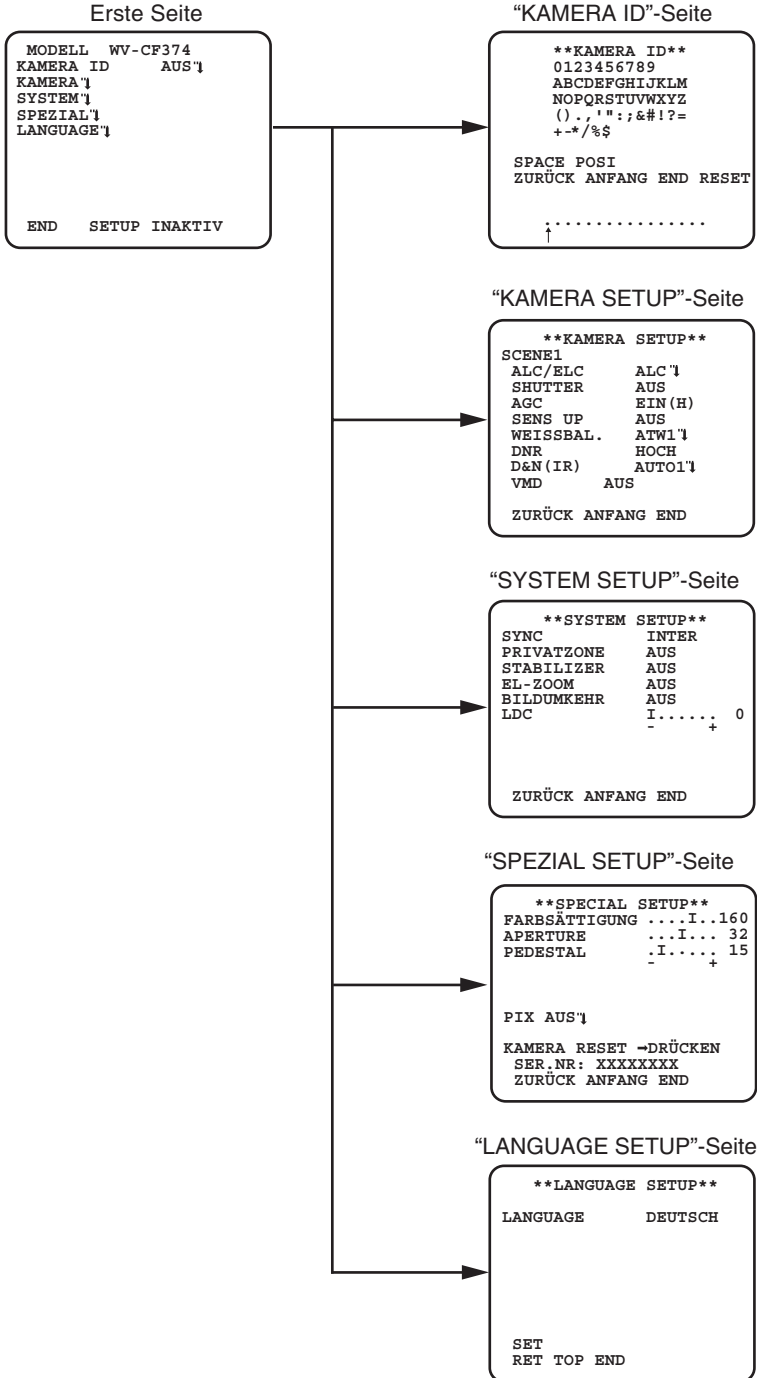 Erste Seite
MODELL WV-CF374
KAMERA ID AUS
KAMERA
SYSTEM
SPEZIAL
LANGUAGE
END SETUP INAKTIV
“KAMERA ID”-Seite
**KAMERA ID**
0123456789
ABCDEFGHIJKLM
NOPQRSTUVWXYZ
().,'":;&#!?=
+-*/%$
SPACE POSI
ZURÜCK ANFANG END RESET
................
↑
“KAMERA SETUP”-Seite
**KAMERA SETUP**
SCENE1
ALC/ELC ALC
SHUTTER AUS
AGC EIN(H)
SENS UP AUS
WEISSBAL. ATW1
DNR HOCH
D&N(IR) AUTO1
VMD AUS
ZURÜCK ANFANG END
“SYSTEM SETUP”-Seite
**SYSTEM SETUP**
SYNC INTER
PRIVATZONE AUS
STABILIZER AUS
EL-ZOOM AUS
BILDUMKEHR AUS
LDC I...... 0
- +
ZURÜCK ANFANG END
“SPEZIAL SETUP”-Seite
**SPECIAL SETUP**
FARBSÄTTIGUNG ....I..160
APERTURE ...I... 32
PEDESTAL .I..... 15
- +
PIX AUS
KAMERA RESET →DRÜCKEN
SER.NR: XXXXXXXX
ZURÜCK ANFANG END
“LANGUAGE SETUP”-Seite
**LANGUAGE SETUP**
LANGUAGE DEUTSCH
SET
RET TOP END